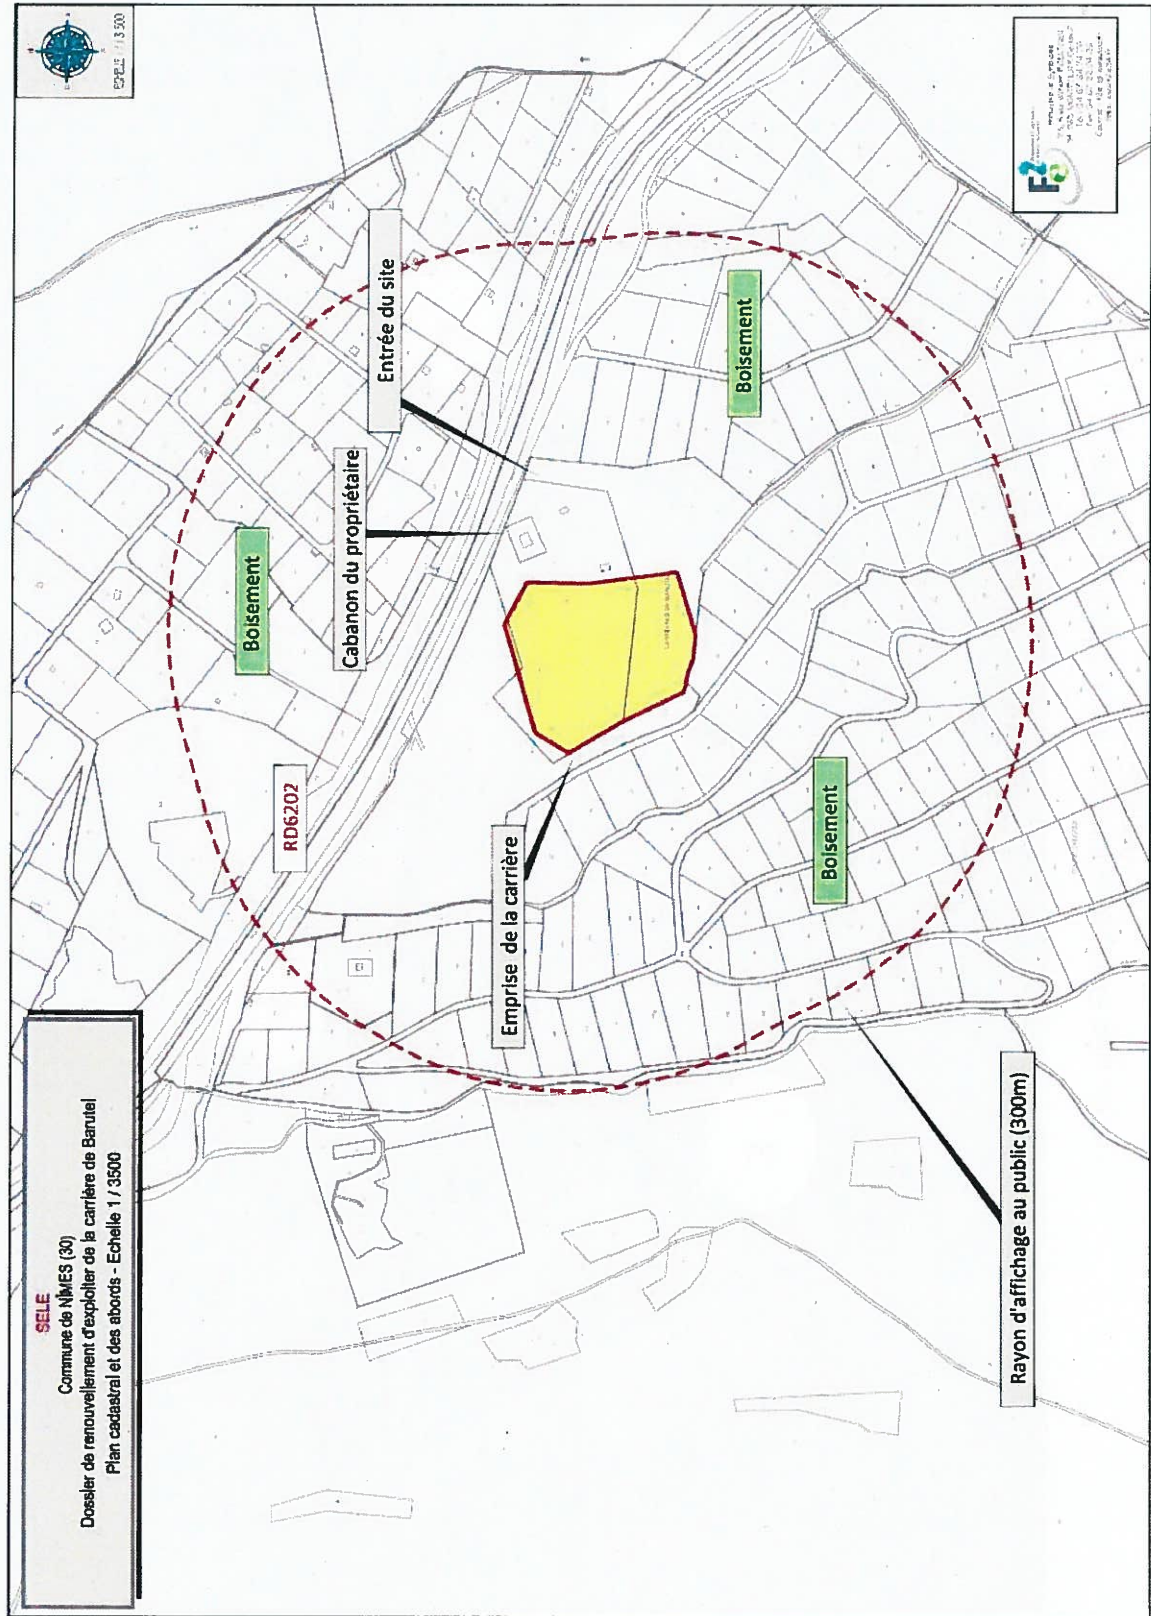 SELE
Commune de NÎMES (30)
Dossier de renouvellement d'exploiter de la carrière de Barutel
Plan cadastral et des abords - Echelle 1 / 3500
RD6202
Boisement
Cabanon du propriétaire
Entrée du site
Emprise de la carrière
Boisement
Boisement
Rayon d'affichage au public (300m)